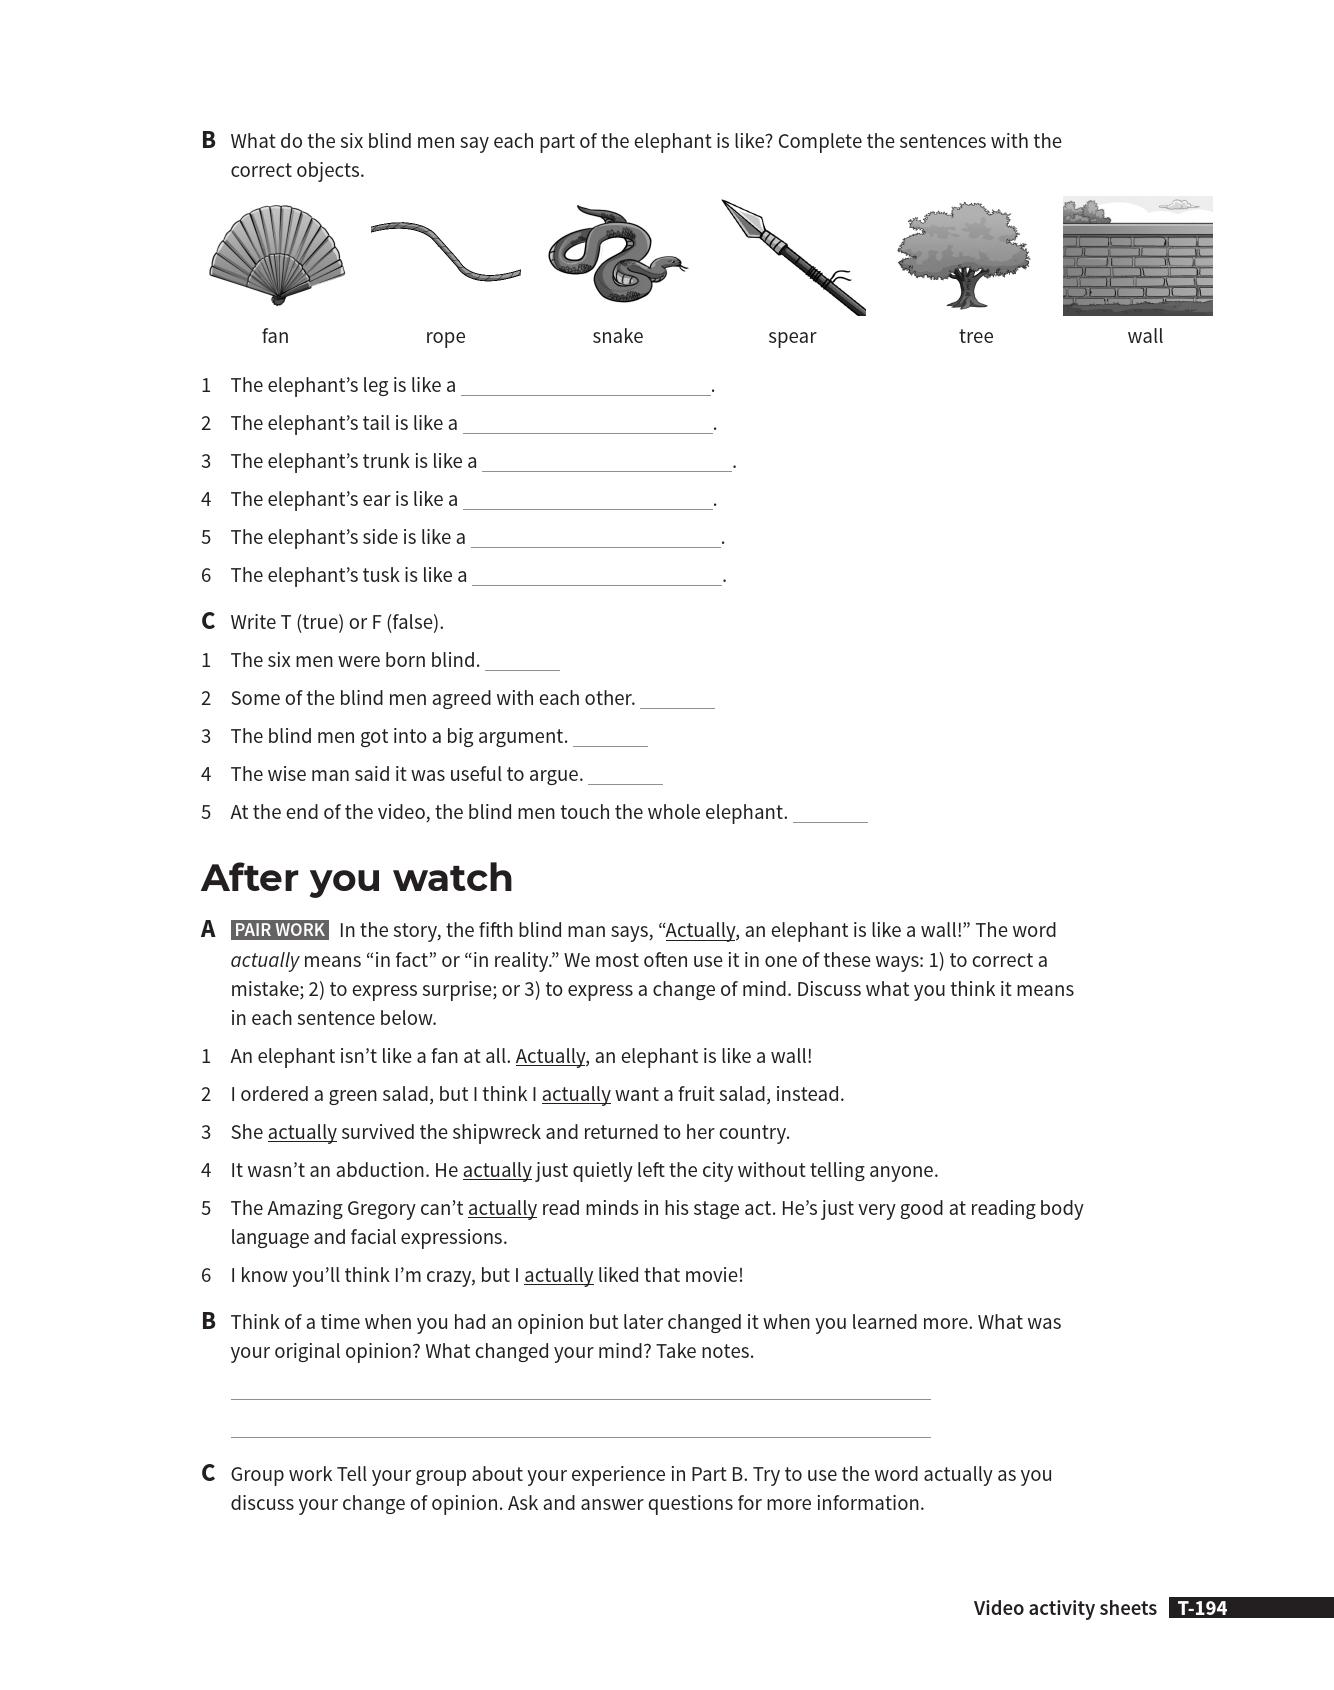 B What do the six blind men say each part of the elephant is like? Complete the sentences with the
correct objects.
fan rope snake spear tree wall
1 The elephant’s leg is like a ____________________.
2 The elephant’s tail is like a ____________________.
3 The elephant’s trunk is like a ____________________.
4 The elephant’s ear is like a ____________________.
5 The elephant’s side is like a ____________________.
6 The elephant’s tusk is like a ____________________.
C Write T (true) or F (false).
1 The six men were born blind. ______
2 Some of the blind men agreed with each other. ______
3 The blind men got into a big argument. ______
4 The wise man said it was useful to argue. ______
5 At the end of the video, the blind men touch the whole elephant. ______
After you watch
A PAIR WORK In the story, the fifth blind man says, “Actually, an elephant is like a wall!” The word
actually means “in fact” or “in reality.” We most often use it in one of these ways: 1) to correct a
mistake; 2) to express surprise; or 3) to express a change of mind. Discuss what you think it means
in each sentence below.
1 An elephant isn’t like a fan at all. Actually, an elephant is like a wall!
2 I ordered a green salad, but I think I actually want a fruit salad, instead.
3 She actually survived the shipwreck and returned to her country.
4 It wasn’t an abduction. He actually just quietly left the city without telling anyone.
5 The Amazing Gregory can’t actually read minds in his stage act. He’s just very good at reading body
language and facial expressions.
6 I know you’ll think I’m crazy, but I actually liked that movie!
B Think of a time when you had an opinion but later changed it when you learned more. What was
your original opinion? What changed your mind? Take notes.
C Group work Tell your group about your experience in Part B. Try to use the word actually as you
discuss your change of opinion. Ask and answer questions for more information.
Video activity sheets T-194